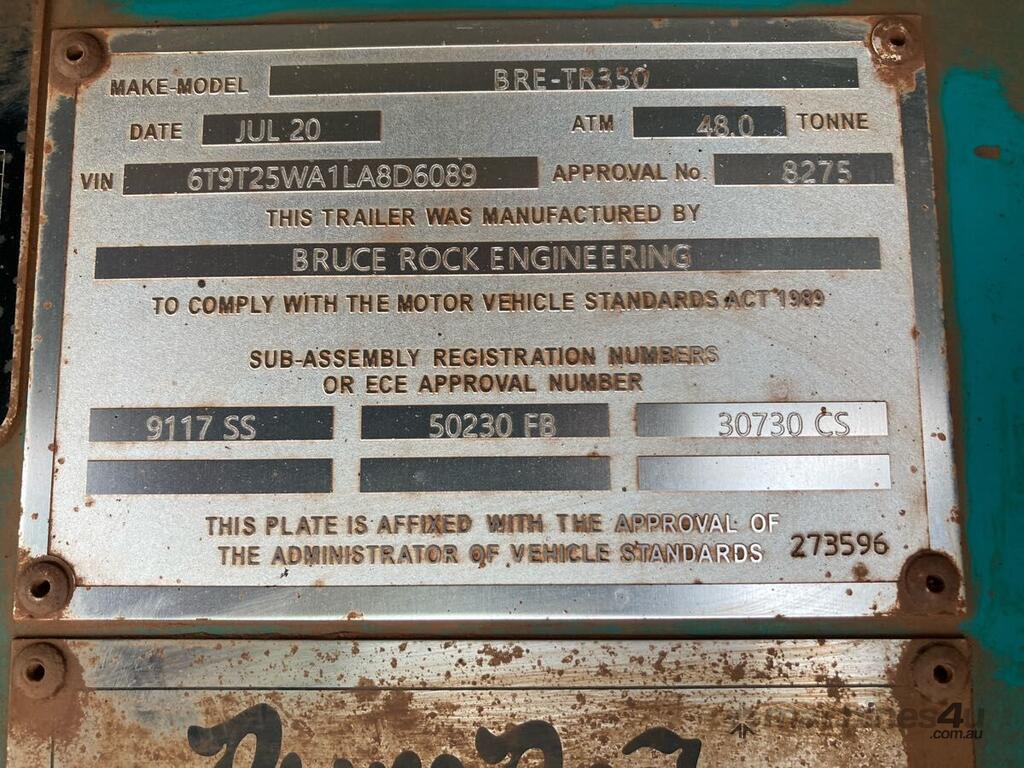 MAKE-MODEL BRE-TR350
DATE JUL 20 ATM 48.0 TONNE
VIN 6T9T25WA1LA8D6089 APPROVAL No. 8275
THIS TRAILER WAS MANUFACTURED BY
BRUCE ROCK ENGINEERING
TO COMPLY WITH THE MOTOR VEHICLE STANDARDS ACT 1989
SUB-ASSEMBLY REGISTRATION NUMBERS
OR ECE APPROVAL NUMBER
9117 SS 50230 FB 30730 CS
THIS PLATE IS AFFIXED WITH THE APPROVAL OF
THE ADMINISTRATOR OF VEHICLE STANDARDS 273596
machines4u
.com.au